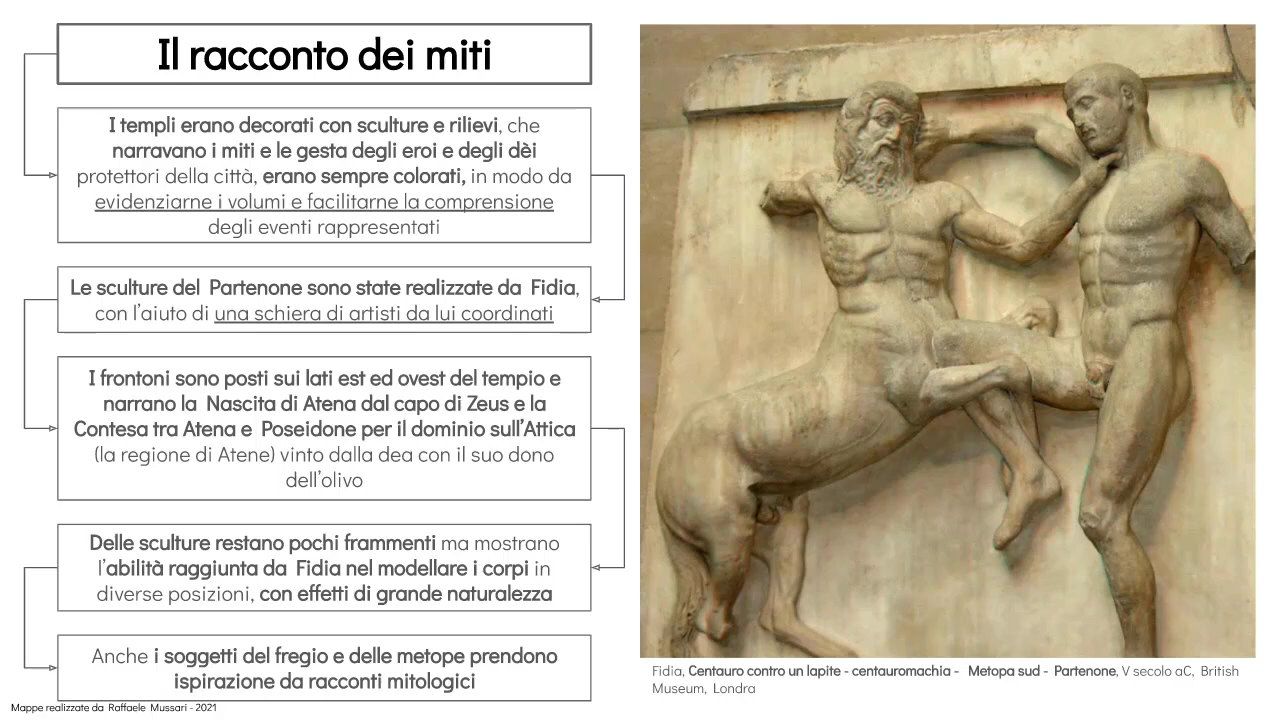 Il racconto dei miti
I templi erano decorati con sculture e rilievi, che
narravano i miti e le gesta degli eroi e degli dèi
protettori della città, erano sempre colorati, in modo da
evidenziarne i volumi e facilitarne la comprensione
degli eventi rappresentati
Le sculture del Partenone sono state realizzate da Fidia,
con l'aiuto di una schiera di artisti da lui coordinati
I frontoni sono posti sui lati est ed ovest del tempio e
narrano la Nascita di Atena dal capo di Zeus e la
Contesa tra Atena e Poseidone per il dominio sull'Attica
(la regione di Atene) vinto dalla dea con il suo dono
dell'olivo
Delle sculture restano pochi frammenti ma mostrano
l'abilità raggiunta da Fidia nel modellare i corpi in
diverse posizioni, con effetti di grande naturalezza
Anche i soggetti del fregio e delle metope prendono
ispirazione da racconti mitologici
Mappe realizzate da Raffaele Mussari - 2021
Fidia, Centauro contro un lapite - centauromachia - Metopa sud - Partenone, V secolo aC, British
Museum, Londra